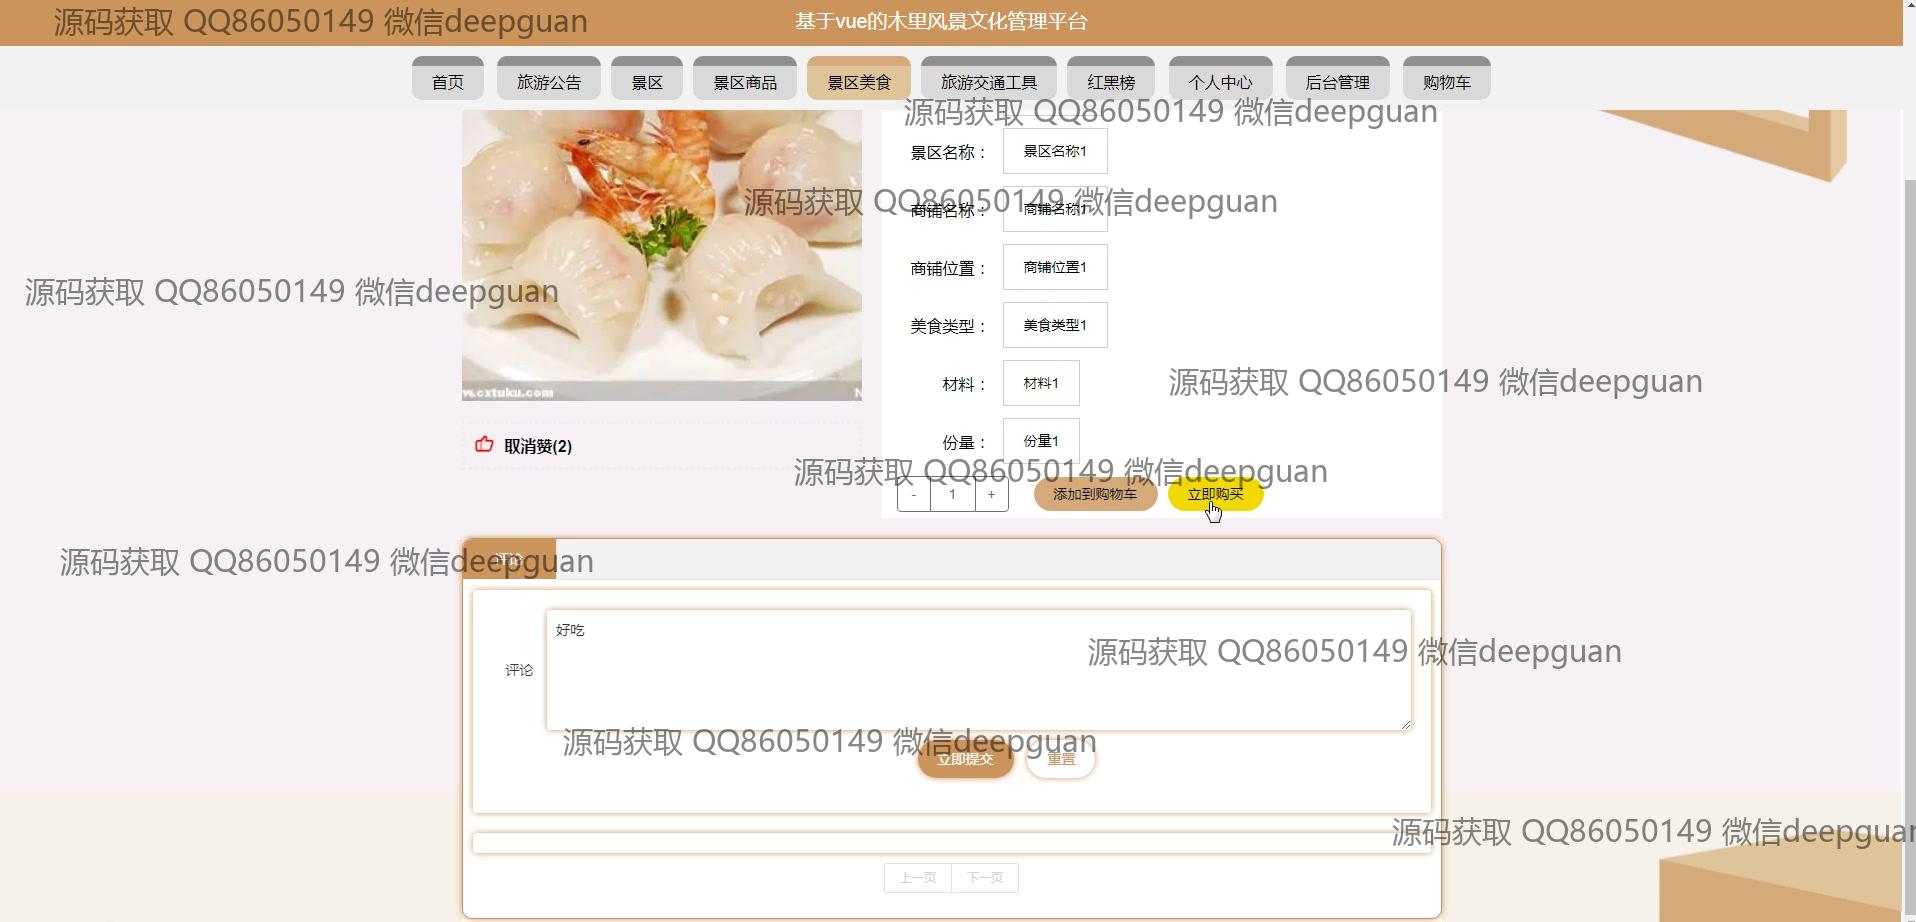 基于vue的木里风景文化管理平台
源码获取 QQ86050149 微信deepguan
首页 旅游公告 景区 景区商品 景区美食 旅游交通工具 红黑榜 个人中心 后台管理 购物车
源码获取 QQ86050149 微信deepguan
景区名称： 景区名称1
源码获取 QQ86050149 微信deepguan
商铺名称： 商铺名称1
源码获取 QQ86050149 微信deepguan
商铺位置： 商铺位置1
美食类型： 美食类型1
源码获取 QQ86050149 微信deepguan
材料： 材料1
w.cxtuku.com
N
取消赞(2)
份量： 份量1
源码获取 QQ86050149 微信deepguan
- 1 + 添加到购物车 立即购买
评论
源码获取 QQ86050149 微信deepguan
好吃
评论
源码获取 QQ86050149 微信deepguan
源码获取 QQ86050149 微信deepguan
立即提交 重置
源码获取 QQ86050149 微信deepguan
上一页 下一页